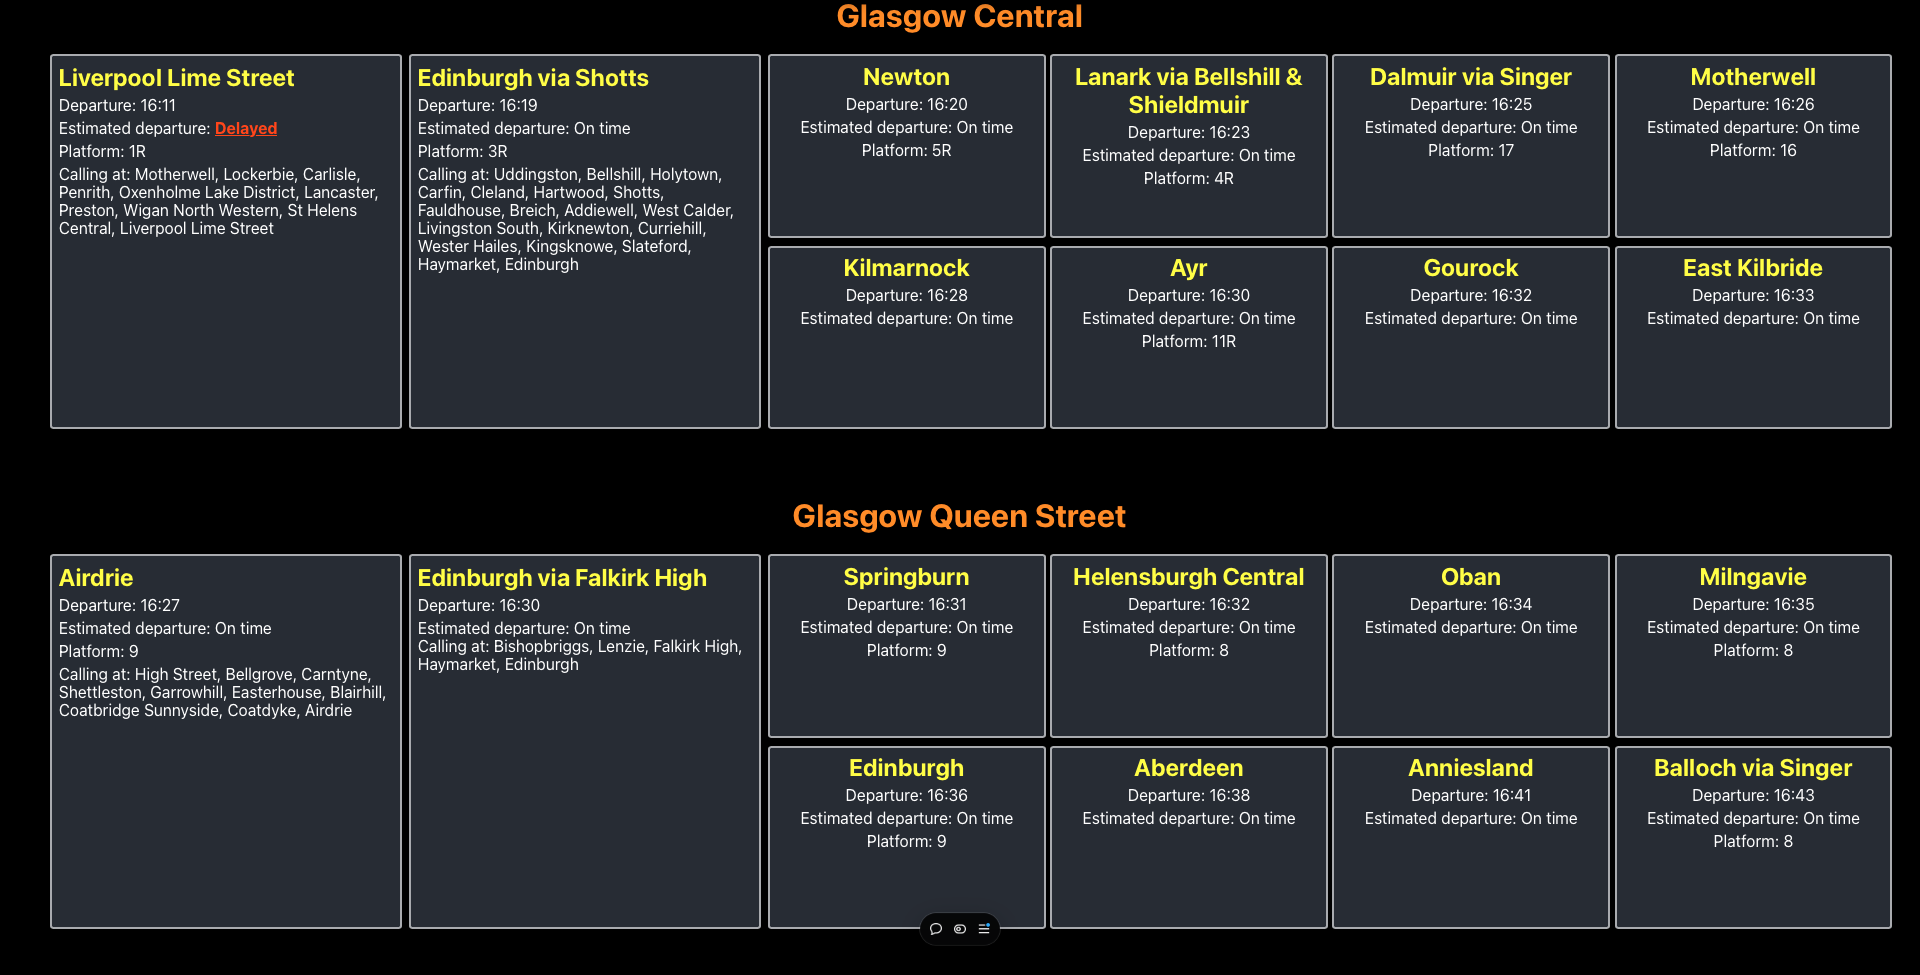 Glasgow Central
Liverpool Lime Street
Departure: 16:11
Estimated departure: Delayed
Platform: 1R
Calling at: Motherwell, Lockerbie, Carlisle,
Penrith, Oxenholme Lake District, Lancaster,
Preston, Wigan North Western, St Helens
Central, Liverpool Lime Street
Edinburgh via Shotts
Departure: 16:19
Estimated departure: On time
Platform: 3R
Calling at: Uddingston, Bellshill, Holytown,
Carfin, Cleland, Hartwood, Shotts,
Fauldhouse, Breich, Addiewell, West Calder,
Livingston South, Kirknewton, Curriehill,
Wester Hailes, Kingsknowe, Slateford,
Haymarket, Edinburgh
Newton
Departure: 16:20
Estimated departure: On time
Platform: 5R
Lanark via Bellshill &
Shieldmuir
Departure: 16:23
Estimated departure: On time
Platform: 4R
Dalmuir via Singer
Departure: 16:25
Estimated departure: On time
Platform: 17
Motherwell
Departure: 16:26
Estimated departure: On time
Platform: 16
Kilmarnock
Departure: 16:28
Estimated departure: On time
Ayr
Departure: 16:30
Estimated departure: On time
Platform: 11R
Gourock
Departure: 16:32
Estimated departure: On time
East Kilbride
Departure: 16:33
Estimated departure: On time
Glasgow Queen Street
Airdrie
Departure: 16:27
Estimated departure: On time
Platform: 9
Calling at: High Street, Bellgrove, Carntyne,
Shettleston, Garrowhill, Easterhouse, Blairhill,
Coatbridge Sunnyside, Coatdyke, Airdrie
Edinburgh via Falkirk High
Departure: 16:30
Estimated departure: On time
Calling at: Bishopbriggs, Lenzie, Falkirk High,
Haymarket, Edinburgh
Springburn
Departure: 16:31
Estimated departure: On time
Platform: 9
Helensburgh Central
Departure: 16:32
Estimated departure: On time
Platform: 8
Oban
Departure: 16:34
Estimated departure: On time
Milngavie
Departure: 16:35
Estimated departure: On time
Platform: 8
Edinburgh
Departure: 16:36
Estimated departure: On time
Platform: 9
Aberdeen
Departure: 16:38
Estimated departure: On time
Anniesland
Departure: 16:41
Estimated departure: On time
Balloch via Singer
Departure: 16:43
Estimated departure: On time
Platform: 8